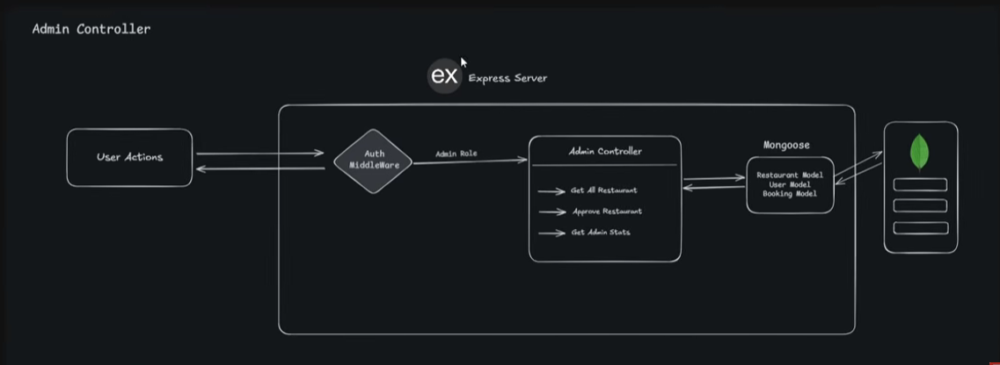 Admin Controller
ex Express Server
User Actions
Auth
MiddleWare
Admin Role
Admin Controller
Get All Restaurant
Approve Restaurant
Get Admin Stats
Mongoose
Restaurant Model
User Model
Booking Model